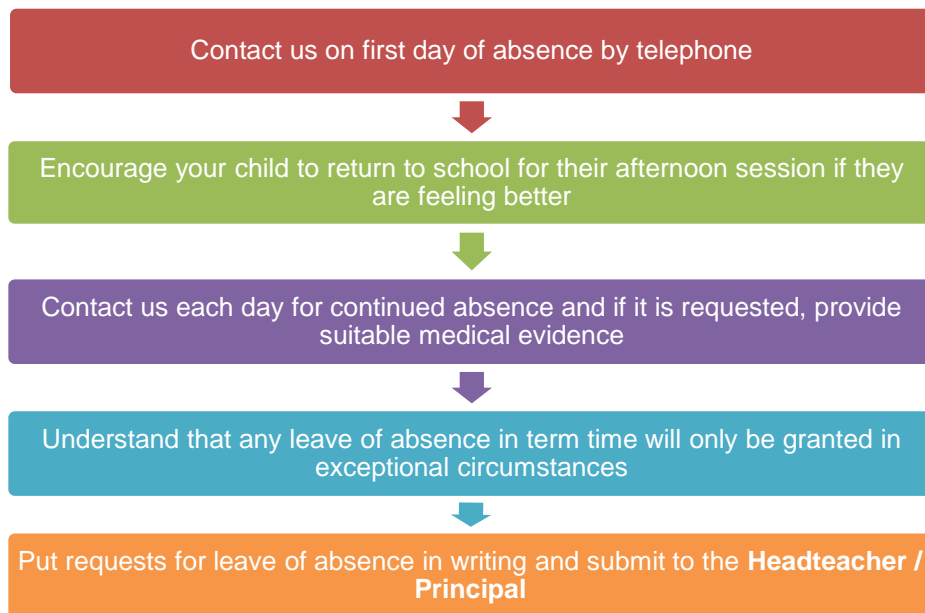 Contact us on first day of absence by telephone
Encourage your child to return to school for their afternoon session if they
are feeling better
Contact us each day for continued absence and if it is requested, provide
suitable medical evidence
Understand that any leave of absence in term time will only be granted in
exceptional circumstances
Put requests for leave of absence in writing and submit to the Headteacher /
Principal